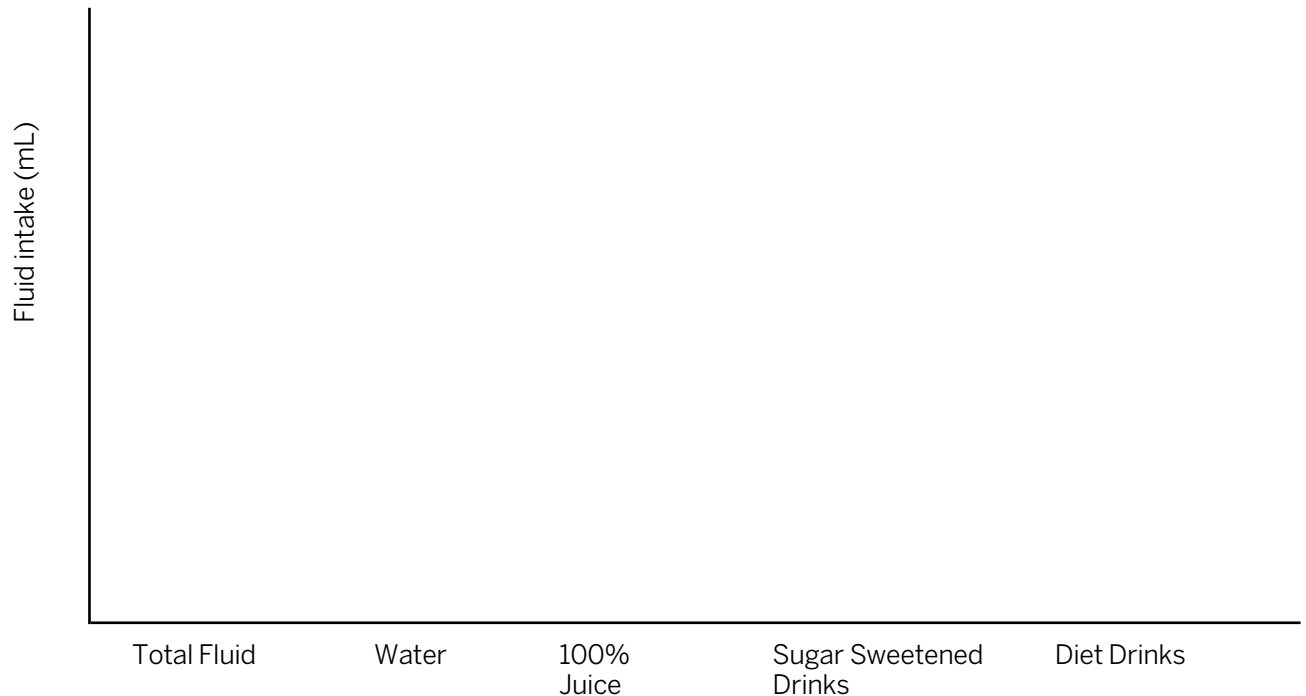 Fluid intake (mL)
Total Fluid
Water
100%
Juice
Sugar Sweetened
Drinks
Diet Drinks